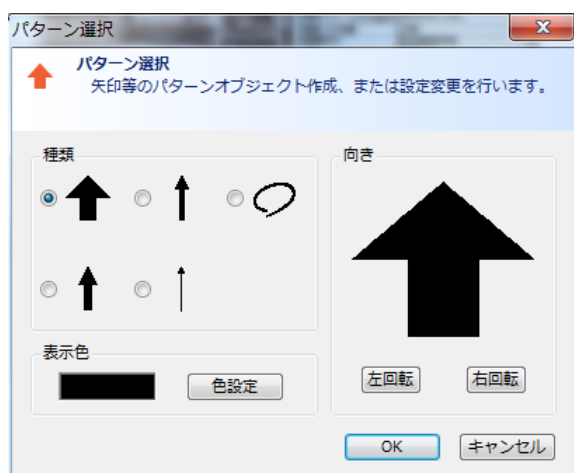 パターン選択
パターン選択
矢印等のパターンオブジェクト作成、または設定変更を行います。
種類
向き
表示色
色設定
左回転
右回転
OK
キャンセル